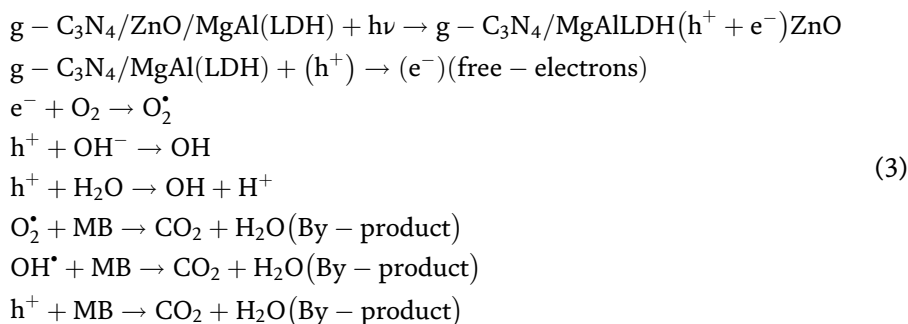 g − C₃N₄/ZnO/MgAl(LDH) + hν → g − C₃N₄/MgAlLDH(h⁺ + e⁻)ZnO
g − C₃N₄/MgAl(LDH) + (h⁺) → (e⁻)(free − electrons)
e⁻ + O₂ → O₂•
h⁺ + OH⁻ → OH
h⁺ + H₂O → OH + H⁺
(3)
O₂• + MB → CO₂ + H₂O(By − product)
OH• + MB → CO₂ + H₂O(By − product)
h⁺ + MB → CO₂ + H₂O(By − product)